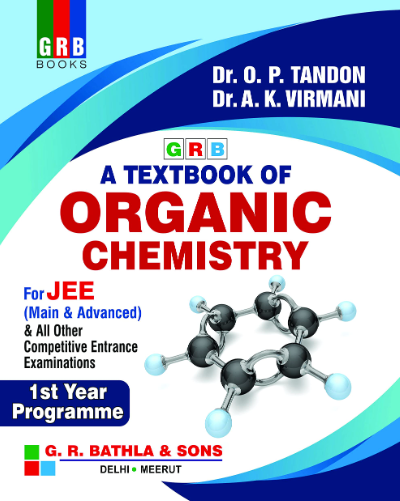 GRB
BOOKS
Dr. O. P. TANDON
Dr. A. K. VIRMANI
GRB
A TEXTBOOK OF
ORGANIC
CHEMISTRY
For JEE
(Main & Advanced)
& All Other
Competitive Entrance
Examinations
1st Year
Programme
G. R. BATHLA & SONS
DELHI • MEERUT